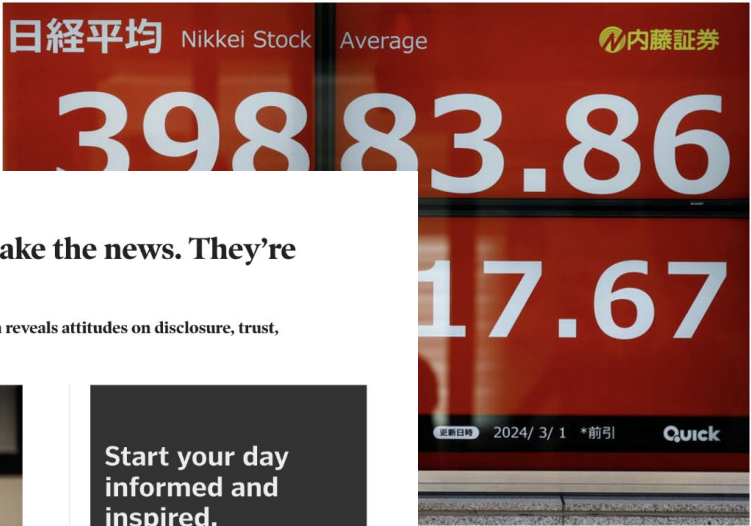 日経平均 Nikkei Stock Average 内藤証券
39883.86
ake the news. They're
17.67
reveals attitudes on disclosure, trust,
更新日時 2024/ 3/ 1 *前引 QUICK
Start your day
informed and
inspired.